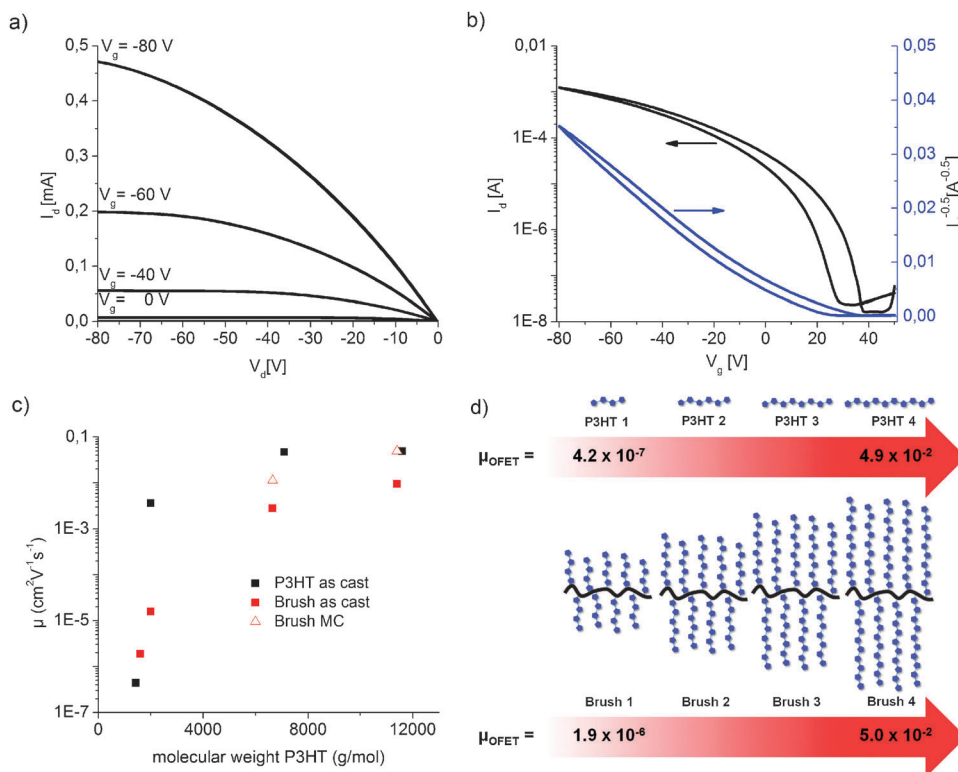 a)
V_g = -80 V
V_g = -60 V
V_g = -40 V
V_g = 0 V
0,5
0,4
0,3
0,2
0,1
0,0
I_d [mA]
-80 -70 -60 -50 -40 -30 -20 -10 0
V_d[V]
b)
0,01
1E-4
1E-6
1E-8
I_d [A]
0,05
0,04
0,03
0,02
0,01
0,00
^-0.5[A^-0.5]
-80 -60 -40 -20 0 20 40
V_g [V]
c)
0,1
1E-3
1E-5
1E-7
μ (cm²V⁻¹s⁻¹)
P3HT as cast
Brush as cast
Brush MC
0 4000 8000 12000
molecular weight P3HT (g/mol)
d)
P3HT 1 P3HT 2 P3HT 3 P3HT 4
μ_OFET = 4.2 x 10⁻⁷ 4.9 x 10⁻²
Brush 1 Brush 2 Brush 3 Brush 4
μ_OFET = 1.9 x 10⁻⁶ 5.0 x 10⁻²